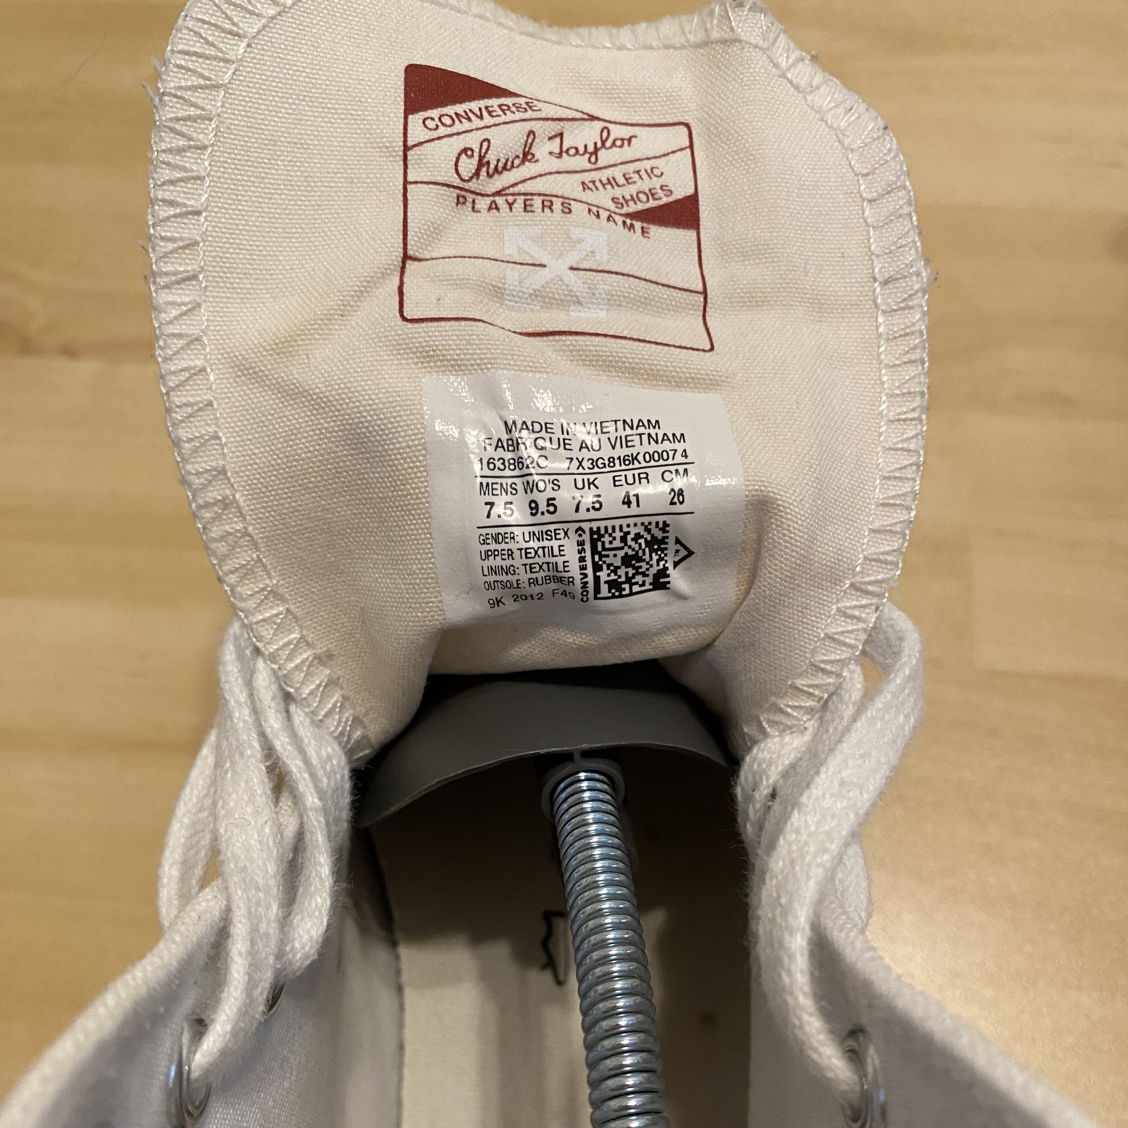 CONVERSE
Chuck Taylor
ATHLETIC
SHOES
PLAYERS NAME
MADE IN VIETNAM
FABRIQUE AU VIETNAM
163862C 7X3G816K00074
MENS WO'S UK EUR CM
7.5 9.5 7.5 41 26
GENDER: UNISEX
UPPER TEXTILE
LINING: TEXTILE
OUTSOLE: RUBBER
9K 2012 F49
CONVERSE
TM